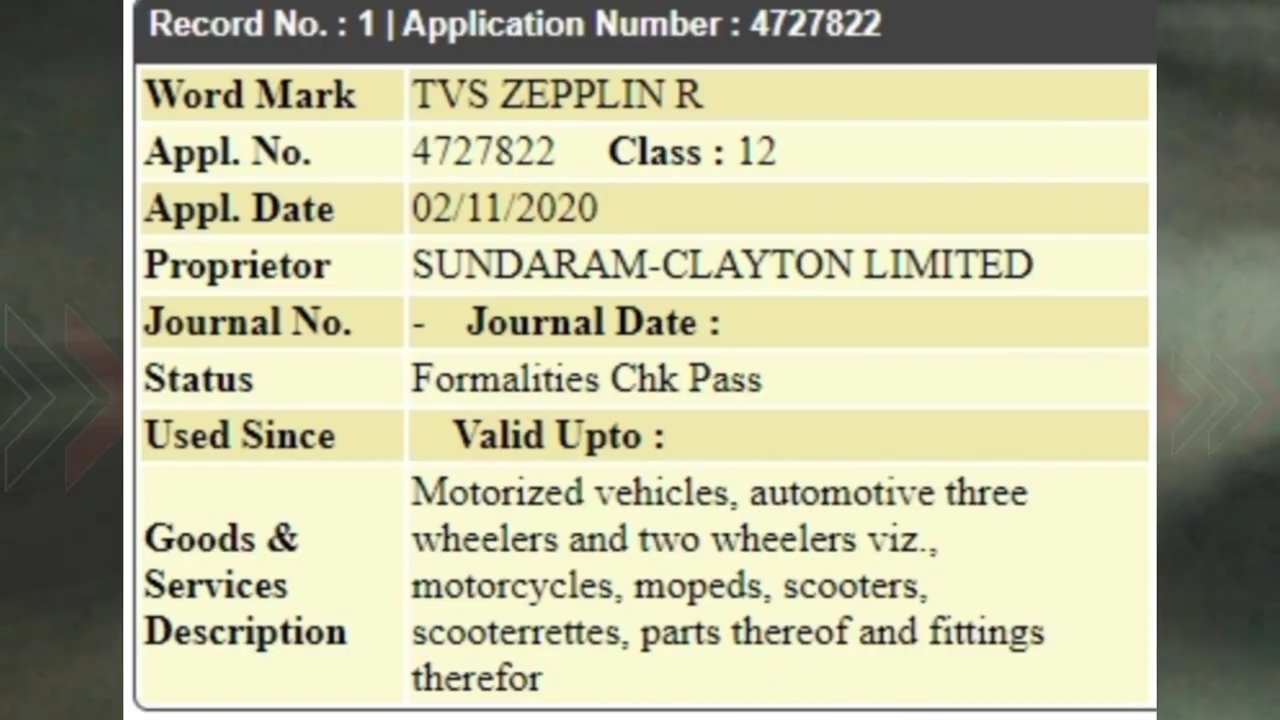 Record No. : 1 | Application Number : 4727822
Word Mark TVS ZEPPLIN R
Appl. No. 4727822 Class : 12
Appl. Date 02/11/2020
Proprietor SUNDARAM-CLAYTON LIMITED
Journal No. - Journal Date :
Status Formalities Chk Pass
Used Since Valid Upto :
Goods & Services Description
Motorized vehicles, automotive three
wheelers and two wheelers viz.,
motorcycles, mopeds, scooters,
scooterrettes, parts thereof and fittings
therefor